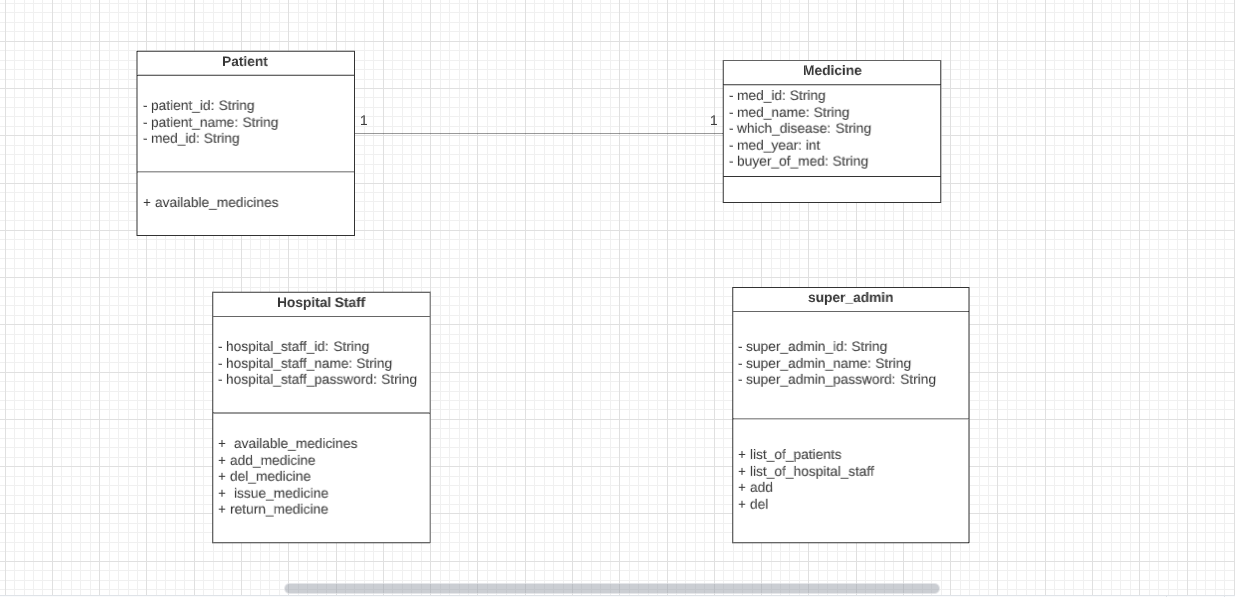 Patient
- patient_id: String
- patient_name: String
- med_id: String
+ available_medicines
1
1
Medicine
- med_id: String
- med_name: String
- which_disease: String
- med_year: int
- buyer_of_med: String
Hospital Staff
- hospital_staff_id: String
- hospital_staff_name: String
- hospital_staff_password: String
+ available_medicines
+ add_medicine
+ del_medicine
+ issue_medicine
+ return_medicine
super_admin
- super_admin_id: String
- super_admin_name: String
- super_admin_password: String
+ list_of_patients
+ list_of_hospital_staff
+ add
+ del